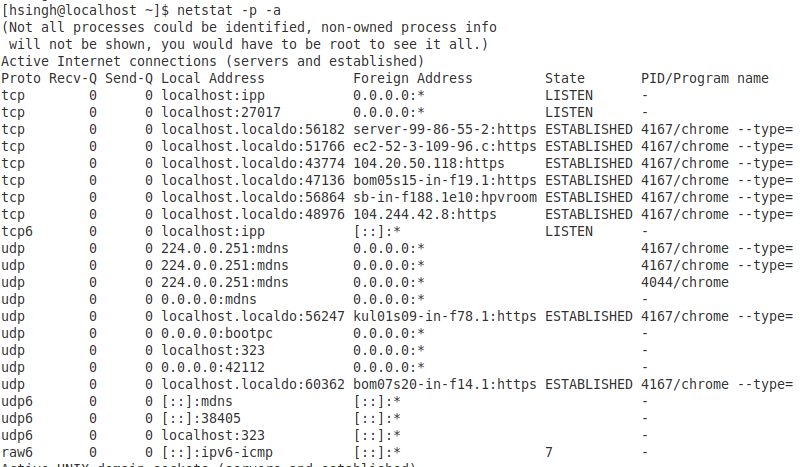 [hsingh@localhost ~]$ netstat -p -a
(Not all processes could be identified, non-owned process info
 will not be shown, you would have to be root to see it all.)
Active Internet connections (servers and established)
Proto Recv-Q Send-Q Local Address           Foreign Address         State       PID/Program name
tcp        0      0 localhost:ipp           0.0.0.0:*               LISTEN      -
tcp        0      0 localhost:27017         0.0.0.0:*               LISTEN      -
tcp        0      0 localhost.localdo:56182 server-99-86-55-2:https ESTABLISHED 4167/chrome --type=
tcp        0      0 localhost.localdo:51766 ec2-52-3-109-96.c:https ESTABLISHED 4167/chrome --type=
tcp        0      0 localhost.localdo:43774 104.20.50.118:https     ESTABLISHED 4167/chrome --type=
tcp        0      0 localhost.localdo:47136 bom05s15-in-f19.1:https ESTABLISHED 4167/chrome --type=
tcp        0      0 localhost.localdo:56864 sb-in-f188.1e10:hpvroom ESTABLISHED 4167/chrome --type=
tcp        0      0 localhost.localdo:48976 104.244.42.8:https      ESTABLISHED 4167/chrome --type=
tcp6       0      0 localhost:ipp           [::]:*                  LISTEN      -
udp        0      0 224.0.0.251:mdns        0.0.0.0:*                           4167/chrome --type=
udp        0      0 224.0.0.251:mdns        0.0.0.0:*                           4167/chrome --type=
udp        0      0 224.0.0.251:mdns        0.0.0.0:*                           4044/chrome
udp        0      0 0.0.0.0:mdns            0.0.0.0:*                           -
udp        0      0 localhost.localdo:56247 kul01s09-in-f78.1:https ESTABLISHED 4167/chrome --type=
udp        0      0 0.0.0.0:bootpc          0.0.0.0:*                           -
udp        0      0 localhost:323           0.0.0.0:*                           -
udp        0      0 0.0.0.0:42112           0.0.0.0:*                           -
udp        0      0 localhost.localdo:60362 bom07s20-in-f14.1:https ESTABLISHED 4167/chrome --type=
udp6       0      0 [::]:mdns               [::]:*                              -
udp6       0      0 [::]:38405              [::]:*                              -
udp6       0      0 localhost:323           [::]:*                              -
raw6       0      0 [::]:ipv6-icmp          [::]:*                  7           -
Active UNIX domain sockets (servers and established)